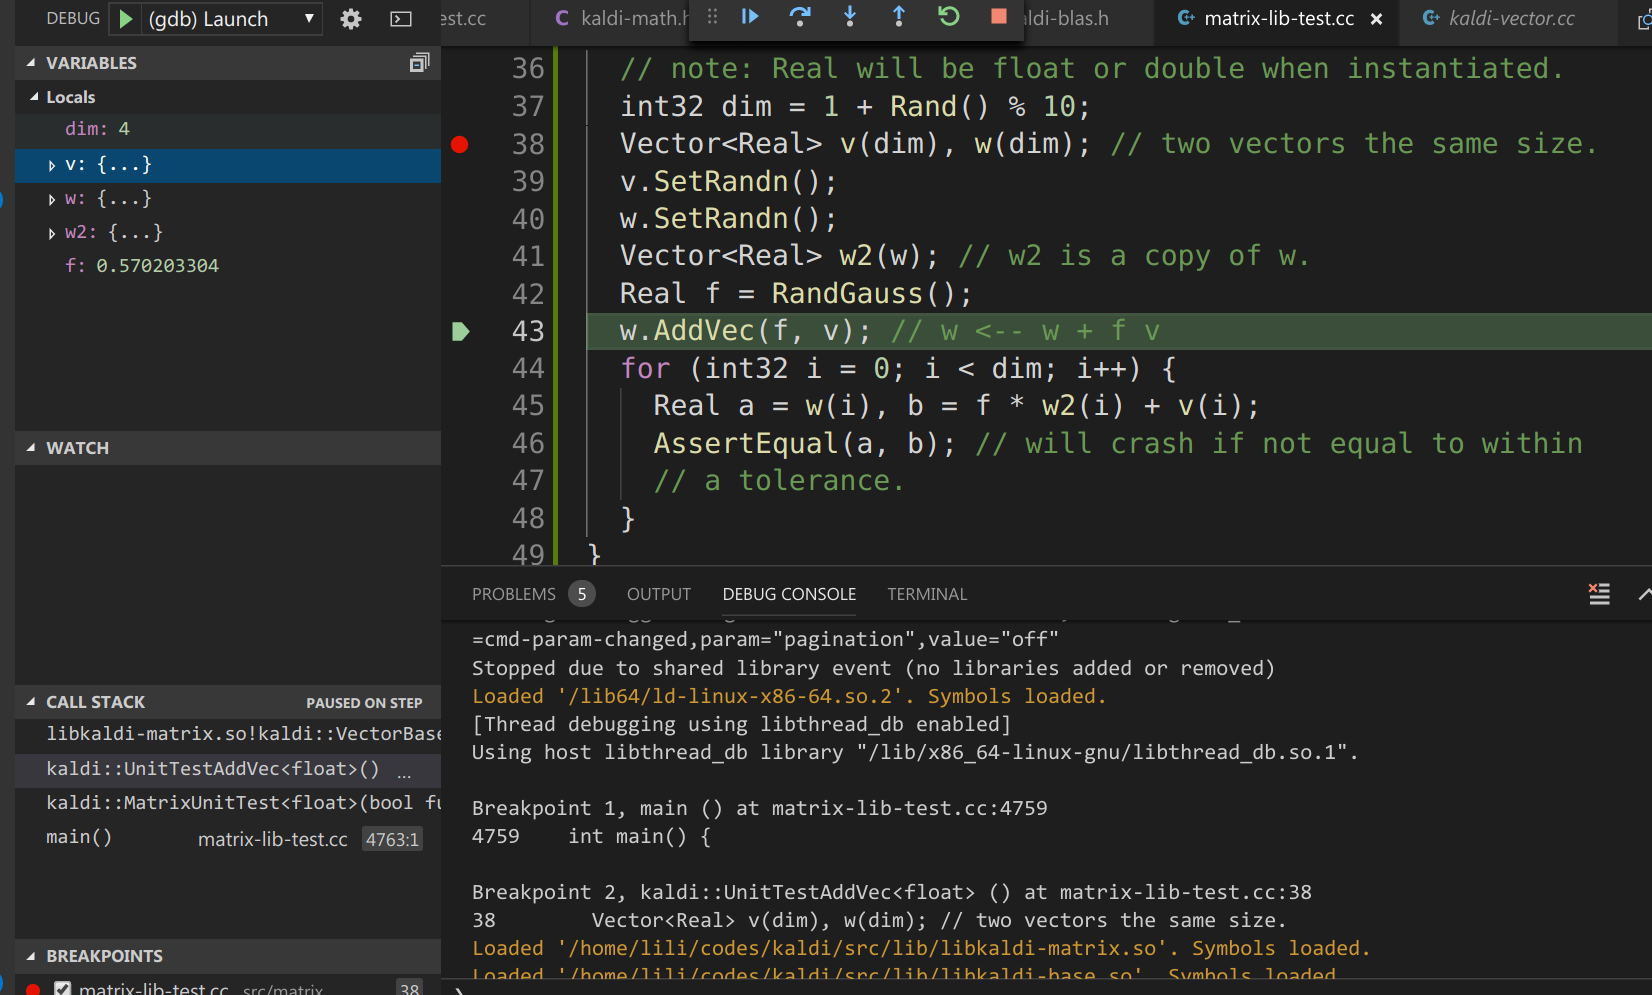 DEBUG (gdb) Launch
est.cc kaldi-math.h aldi-blas.h matrix-lib-test.cc × kaldi-vector.cc
VARIABLES
Locals
dim: 4
v: {...}
w: {...}
w2: {...}
f: 0.570203304
WATCH
CALL STACK PAUSED ON STEP
libkaldi-matrix.so!kaldi::VectorBase
kaldi::UnitTestAddVec<float>() ...
kaldi::MatrixUnitTest<float>(bool fu
main() matrix-lib-test.cc 4763:1
BREAKPOINTS
matrix-lib-test.cc src/matrix 38
36 // note: Real will be float or double when instantiated.
37 int32 dim = 1 + Rand() % 10;
38 Vector<Real> v(dim), w(dim); // two vectors the same size.
39 v.SetRandn();
40 w.SetRandn();
41 Vector<Real> w2(w); // w2 is a copy of w.
42 Real f = RandGauss();
43 w.AddVec(f, v); // w <-- w + f v
44 for (int32 i = 0; i < dim; i++) {
45 Real a = w(i), b = f * w2(i) + v(i);
46 AssertEqual(a, b); // will crash if not equal to within
47 // a tolerance.
48 }
49 }
PROBLEMS 5 OUTPUT DEBUG CONSOLE TERMINAL
=cmd-param-changed,param="pagination",value="off"
Stopped due to shared library event (no libraries added or removed)
Loaded '/lib64/ld-linux-x86-64.so.2'. Symbols loaded.
[Thread debugging using libthread_db enabled]
Using host libthread_db library "/lib/x86_64-linux-gnu/libthread_db.so.1".
Breakpoint 1, main () at matrix-lib-test.cc:4759
4759 int main() {
Breakpoint 2, kaldi::UnitTestAddVec<float> () at matrix-lib-test.cc:38
38 Vector<Real> v(dim), w(dim); // two vectors the same size.
Loaded '/home/lili/codes/kaldi/src/lib/libkaldi-matrix.so'. Symbols loaded.
Loaded '/home/lili/codes/kaldi/src/lib/libkaldi-base.so'. Symbols loaded.